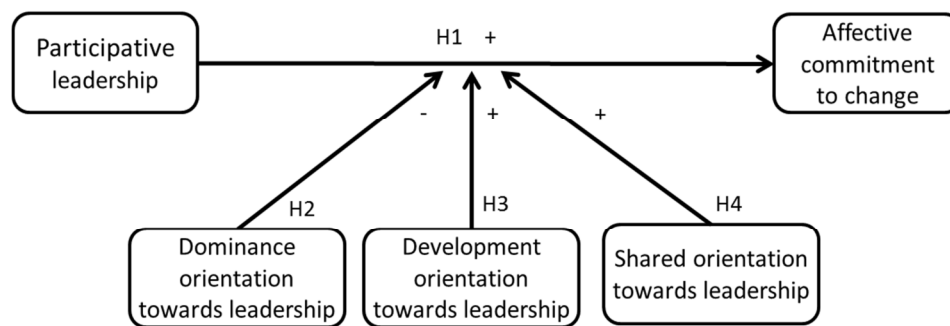 Participative
leadership
H1 +
Affective
commitment
to change
- + +
H2 H3 H4
Dominance
orientation
towards leadership
Development
orientation
towards leadership
Shared orientation
towards leadership